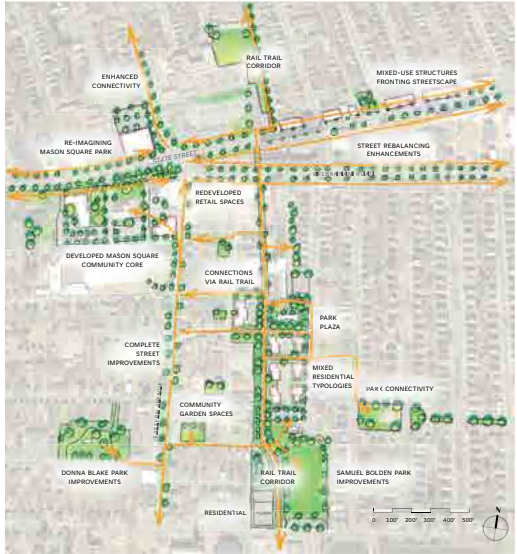 RAIL TRAIL
CORRIDOR
ENHANCED
CONNECTIVITY
MIXED-USE STRUCTURES
FRONTING STREETSCAPE
RE-IMAGINING
MASON SQUARE PARK
STATE STREET
STREET REBALANCING
ENHANCEMENTS
REDEVELOPED
RETAIL SPACES
DEVELOPED MASON SQUARE
COMMUNITY CORE
CONNECTIONS
VIA RAIL TRAIL
PARK
PLAZA
COMPLETE
STREET
IMPROVEMENTS
MIXED
RESIDENTIAL
TYPOLOGIES
PARK CONNECTIVITY
COMMUNITY
GARDEN SPACES
DONNA BLAKE PARK
IMPROVEMENTS
RAIL TRAIL
CORRIDOR
SAMUEL BOLDEN PARK
IMPROVEMENTS
RESIDENTIAL
N
0 100' 200' 300' 400' 500'